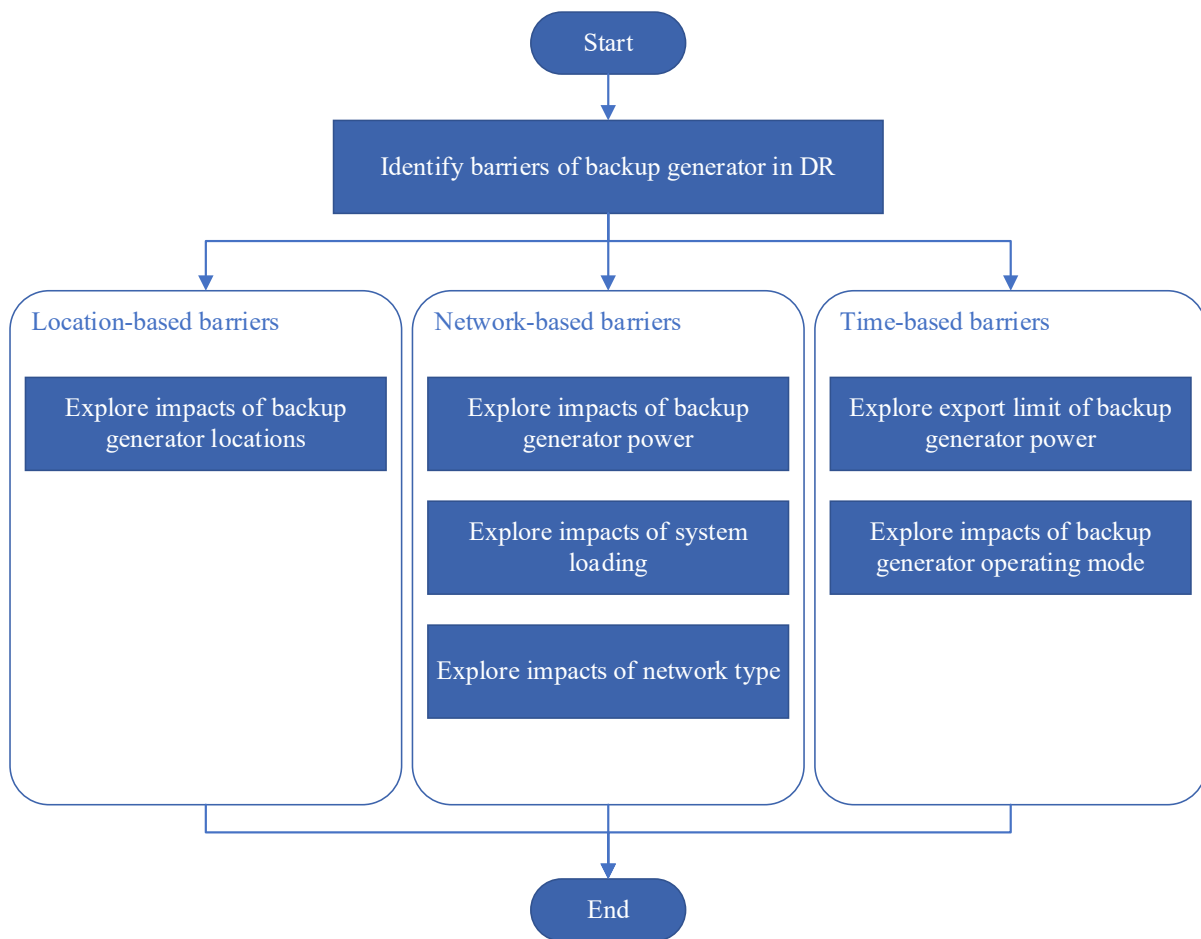 Start
Identify barriers of backup generator in DR
Location-based barriers
Explore impacts of backup
generator locations
Network-based barriers
Explore impacts of backup
generator power
Explore impacts of system
loading
Explore impacts of network type
Time-based barriers
Explore export limit of backup
generator power
Explore impacts of backup
generator operating mode
End